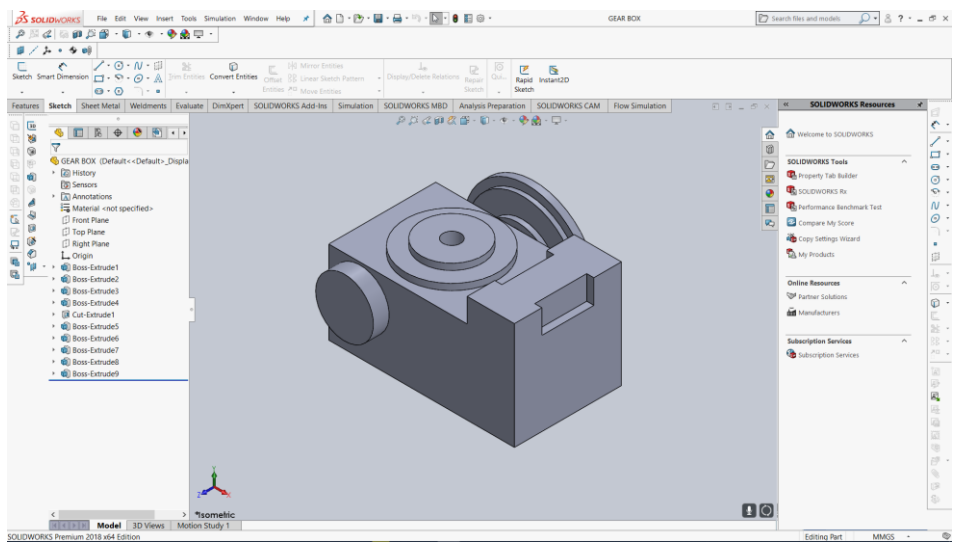 SOLIDWORKS File Edit View Insert Tools Simulation Window Help GEAR BOX Search files and models
Sketch Smart Dimension Trim Entities Convert Entities Offset Mirror Entities
Linear Sketch Pattern Display/Delete Relations Repair Qui... Rapid Instant2D
Entities Move Entities Sketch Sketch
Features Sketch Sheet Metal Weldments Evaluate DimXpert SOLIDWORKS Add-Ins Simulation SOLIDWORKS MBD Analysis Preparation SOLIDWORKS CAM Flow Simulation
SOLIDWORKS Resources
GEAR BOX (Default<<Default>_Displa
History
Sensors
Annotations
Material <not specified>
Front Plane
Top Plane
Right Plane
Origin
Boss-Extrude1
Boss-Extrude2
Boss-Extrude3
Boss-Extrude4
Cut-Extrude1
Boss-Extrude5
Boss-Extrude6
Boss-Extrude7
Boss-Extrude8
Boss-Extrude9
Welcome to SOLIDWORKS
SOLIDWORKS Tools
Property Tab Builder
SOLIDWORKS Rx
Performance Benchmark Test
Compare My Score
Copy Settings Wizard
My Products
Online Resources
Partner Solutions
Manufacturers
Subscription Services
Subscription Services
Y
Z X
*Isometric
Model 3D Views Motion Study 1
SOLIDWORKS Premium 2018 x64 Edition Editing Part MMGS